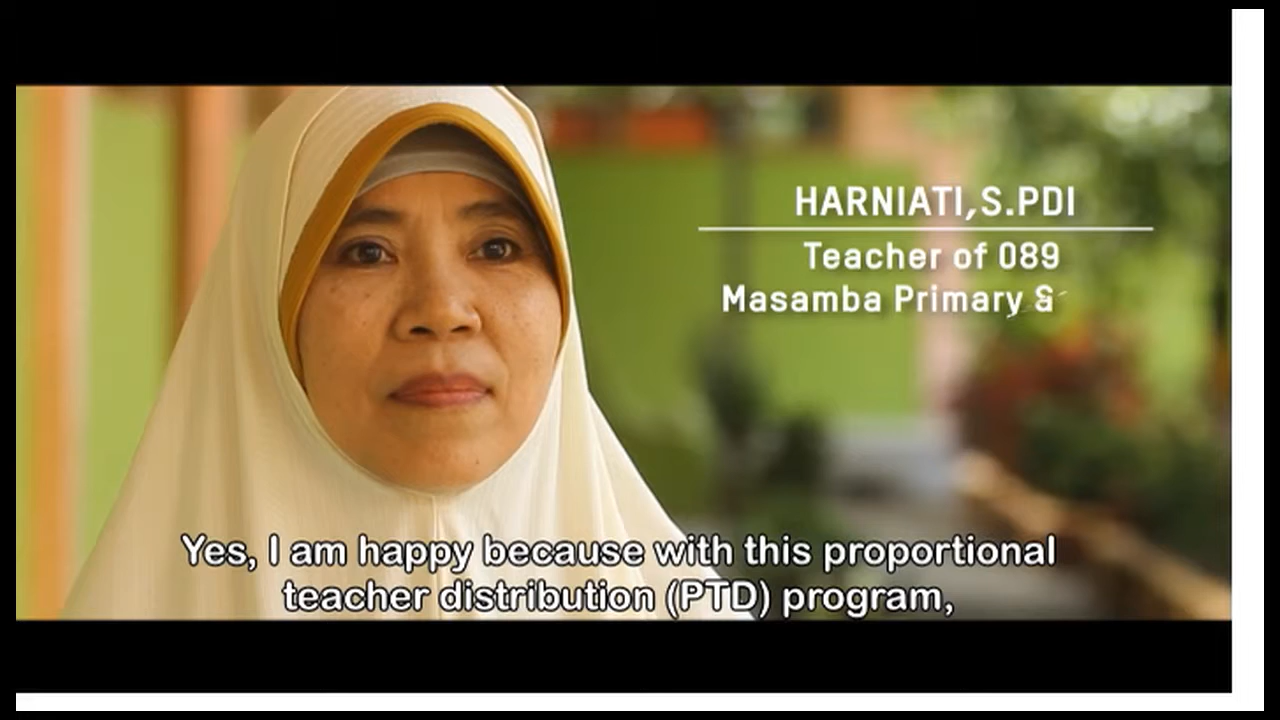 HARNIATI,S.PDI
Teacher of 089
Masamba Primary
Yes, I am happy because with this proportional
teacher distribution (PTD) program,